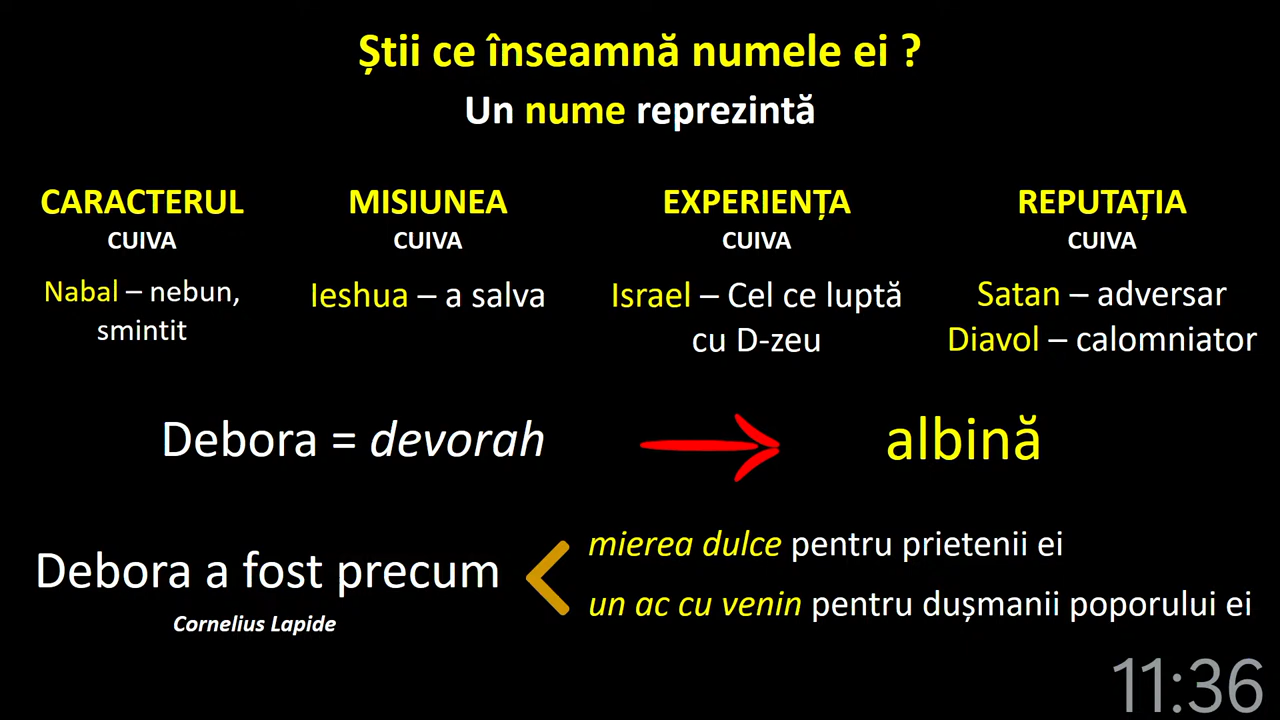 Știi ce înseamnă numele ei ?
Un nume reprezintă
CARACTERUL
CUIVA
Nabal – nebun,
smintit
MISIUNEA
CUIVA
Ieshua – a salva
EXPERIENȚA
CUIVA
Israel – Cel ce luptă
cu D-zeu
REPUTAȚIA
CUIVA
Satan – adversar
Diavol – calomniator
Debora = devorah
albină
Debora a fost precum
Cornelius Lapide
mierea dulce pentru prietenii ei
un ac cu venin pentru dușmanii poporului ei
11:36